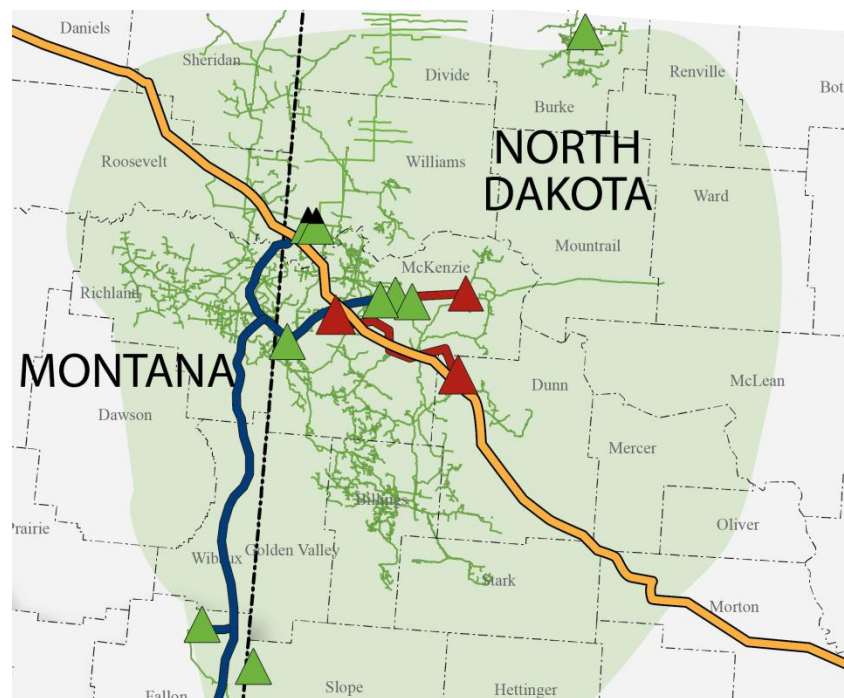 Daniels
Sheridan
Divide
Renville
Bot
Burke
Roosevelt
Williams
NORTH
DAKOTA
Ward
Mountrail
McKenzie
Richland
MONTANA
Dunn
McLean
Dawson
Mercer
Billings
Oliver
Prairie
Wibaux
Golden Valley
Stark
Morton
Slope
Hettinger
Fallon